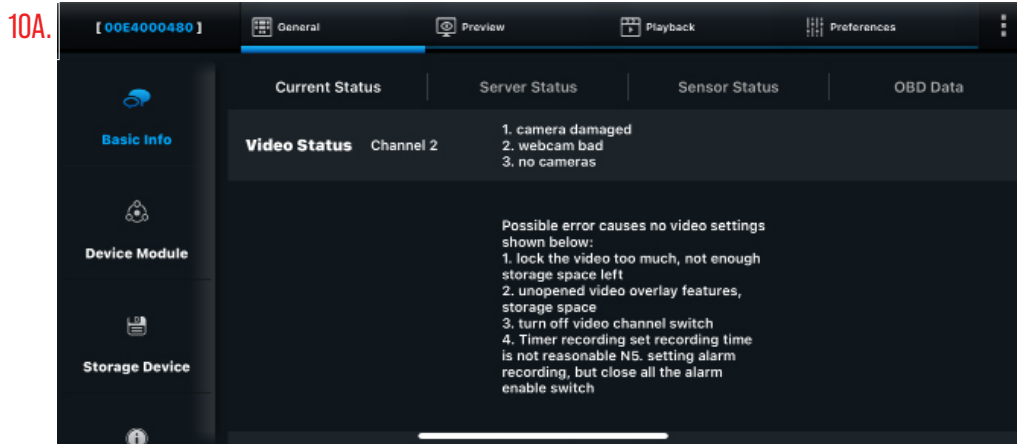 10A.
[ 00E4000480 ]
General
Preview
Playback
Preferences
Current Status
Server Status
Sensor Status
OBD Data
Basic Info
Video Status
Channel 2
1. camera damaged
2. webcam bad
3. no cameras
Device Module
Possible error causes no video settings
shown below:
1. lock the video too much, not enough
storage space left
2. unopened video overlay features,
storage space
3. turn off video channel switch
4. Timer recording set recording time
is not reasonable N5. setting alarm
recording, but close all the alarm
enable switch
Storage Device